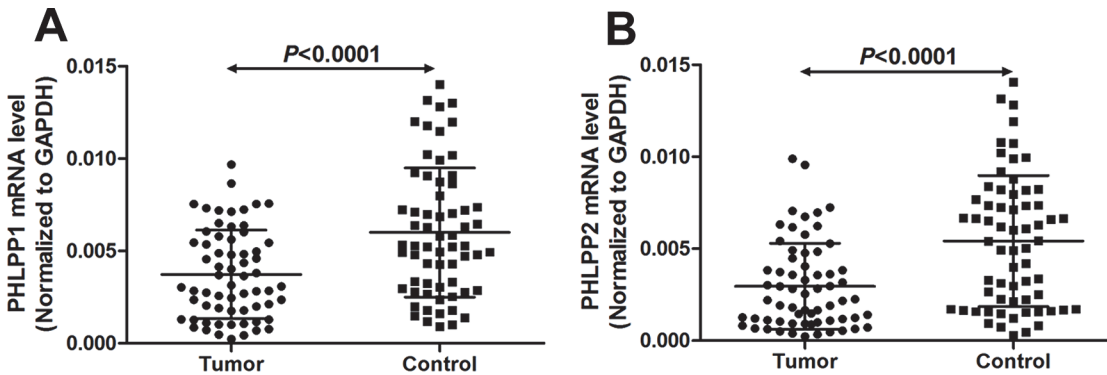 A
P<0.0001
PHLPP1 mRNA level
(Normalized to GAPDH)
0.015
0.010
0.005
0.000
Tumor
Control
B
P<0.0001
PHLPP2 mRNA level
(Normalized to GAPDH)
0.015
0.010
0.005
0.000
Tumor
Control